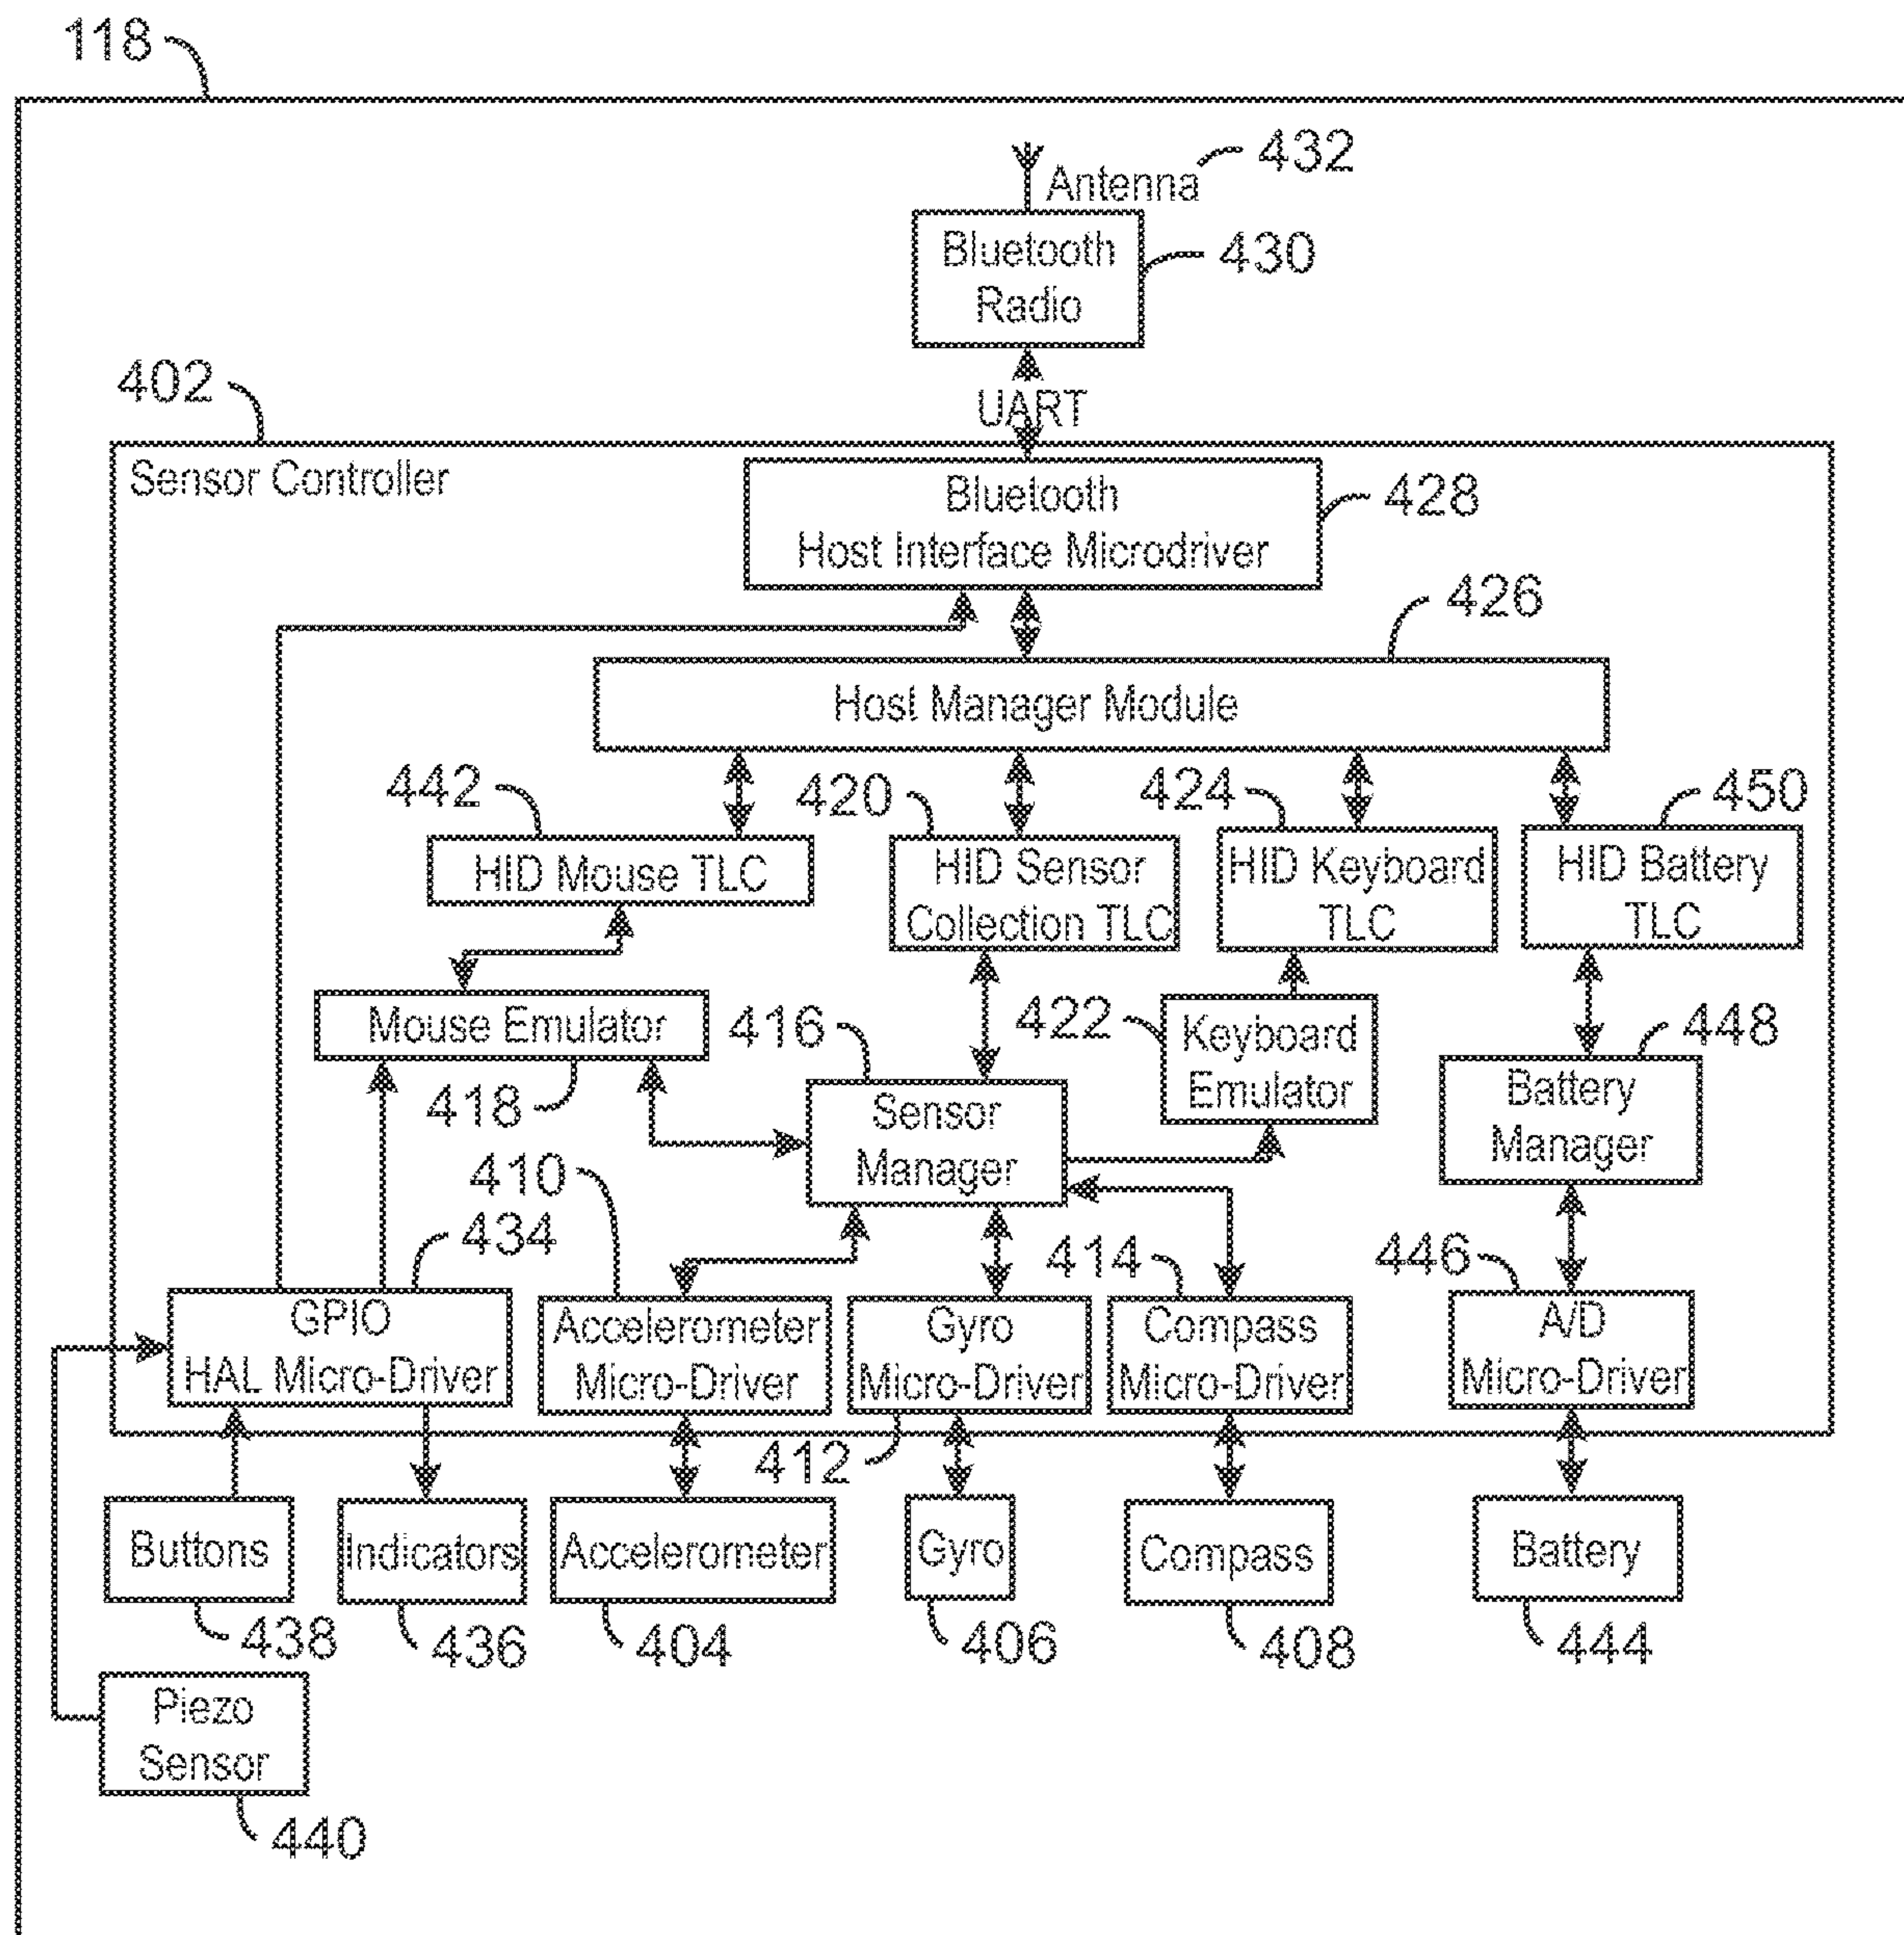 118
Antenna
432
Bluetooth
Radio
430
UART
402
Sensor Controller
Bluetooth
Host Interface Microdriver
428
426
Host Manager Module
442
420
424
450
HID Mouse TLC
HID Sensor
Collection TLC
HID Keyboard
TLC
HID Battery
TLC
Mouse Emulator
418
416
Sensor
Manager
422
Keyboard
Emulator
448
Battery
Manager
410
434
414
446
GPIO
HAL Micro-Driver
Accelerometer
Micro-Driver
Gyro
Micro-Driver
412
Compass
Micro-Driver
A/D
Micro-Driver
Buttons
438
Indicators
436
Accelerometer
404
Gyro
406
Compass
408
Battery
444
Piezo
Sensor
440